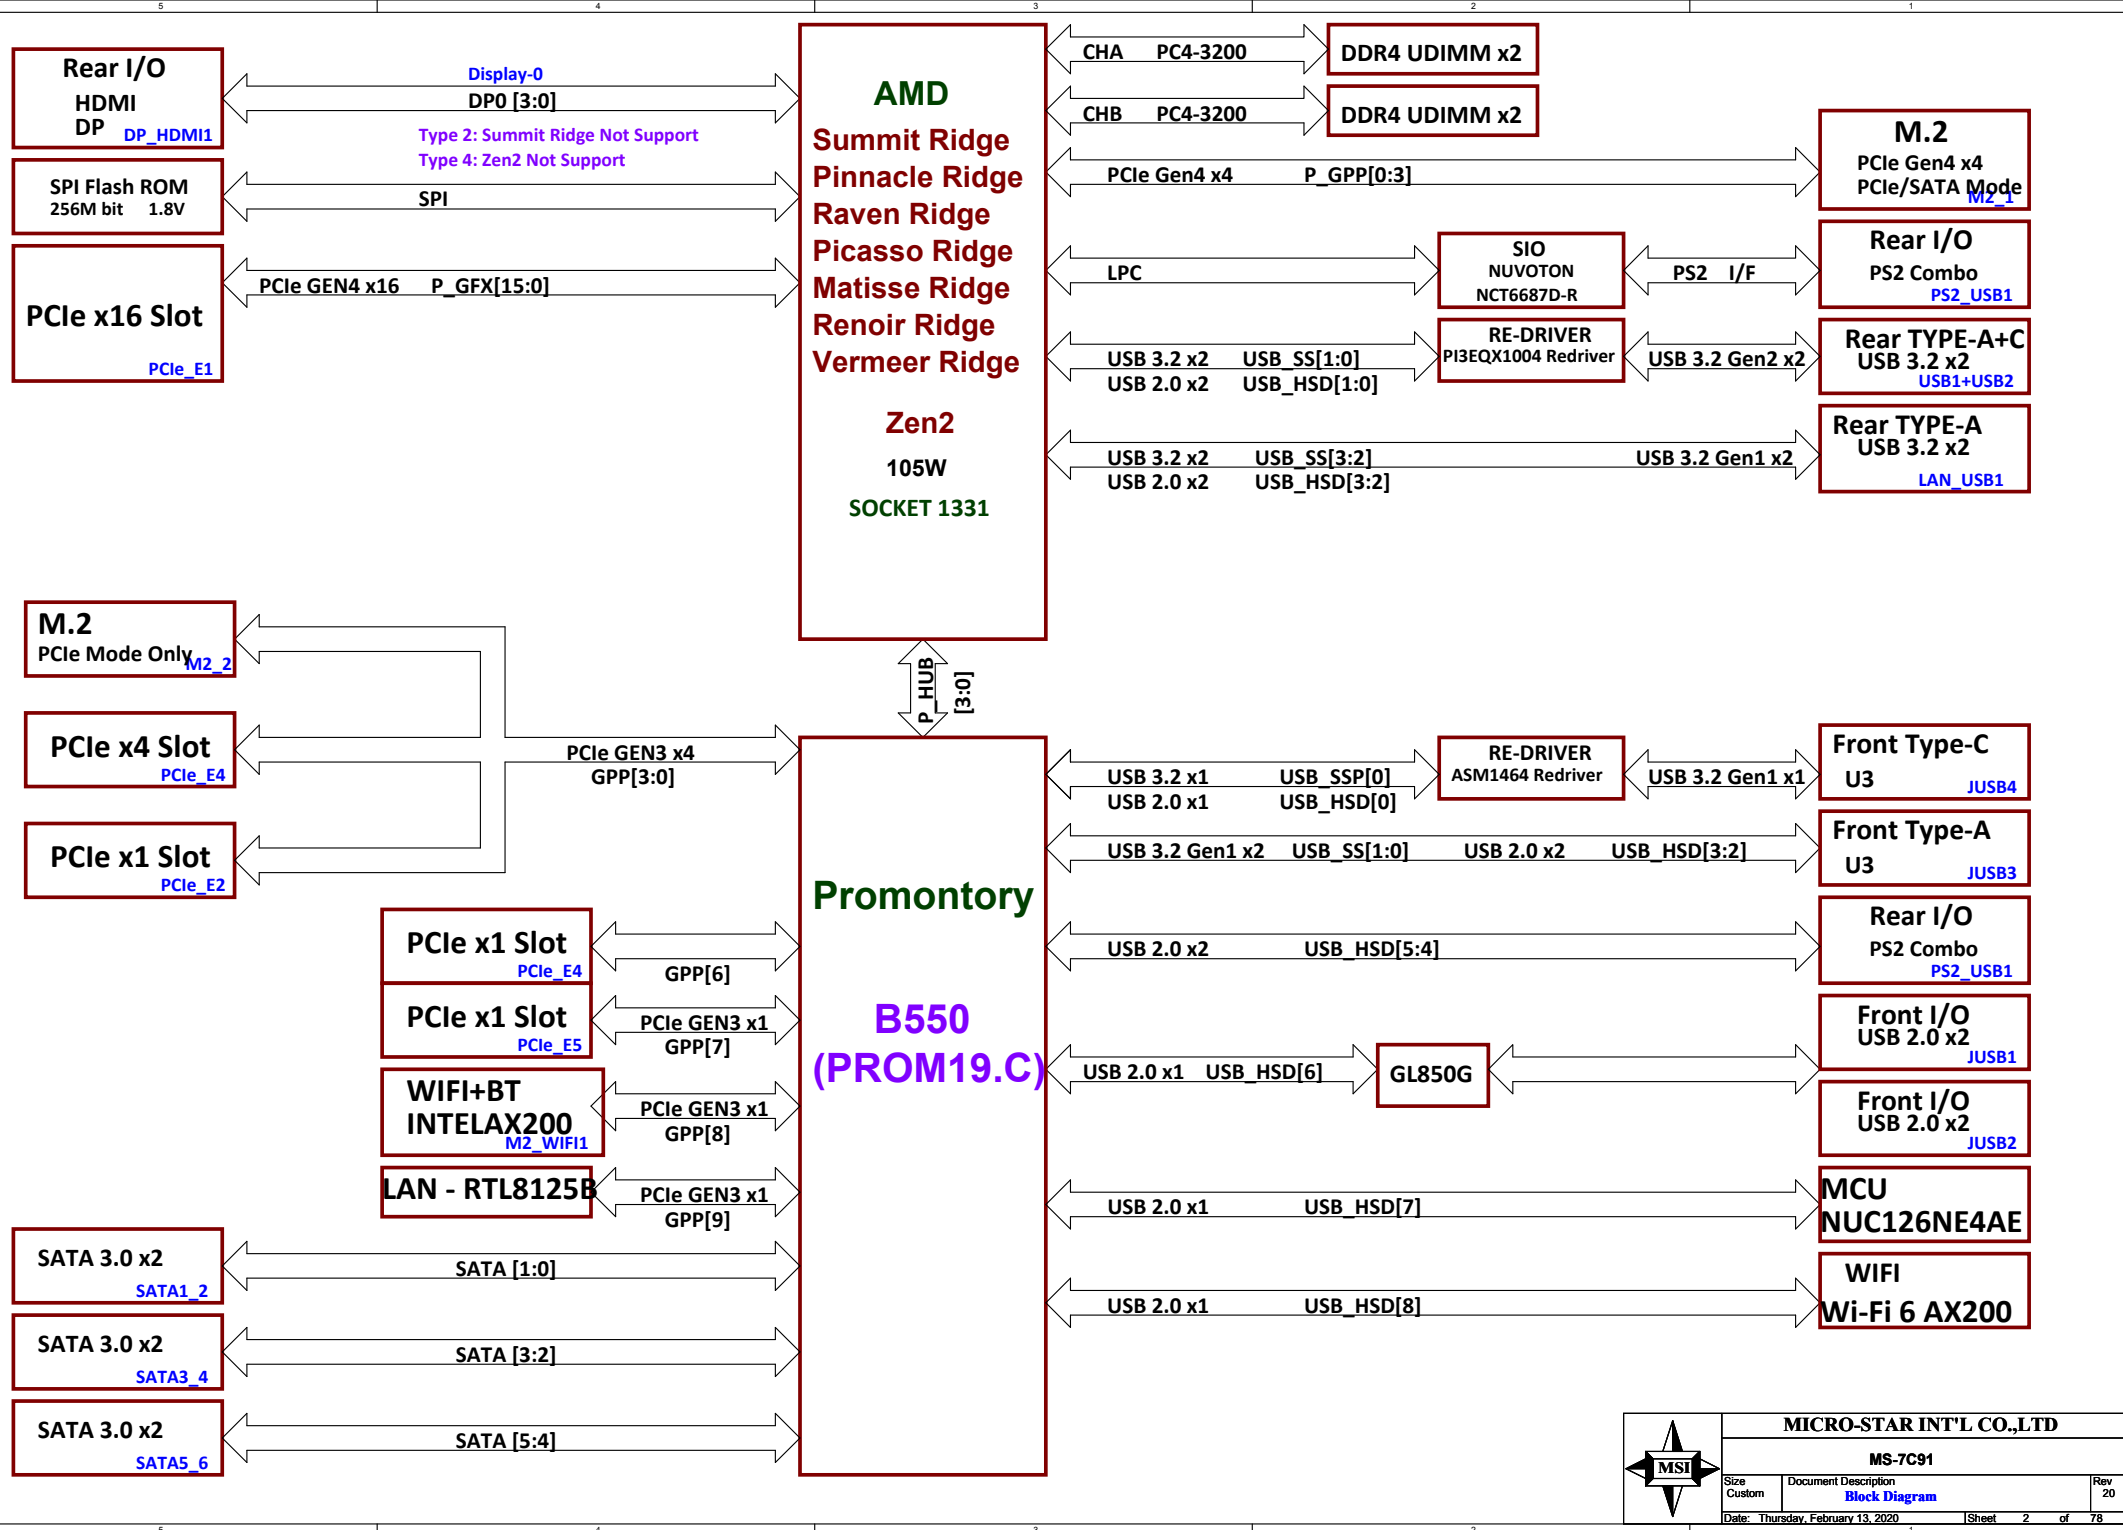 5 4 3 2 1
Rear I/O
HDMI
DP
DP_HDMI1
Display-0
DP0 [3:0]
Type 2: Summit Ridge Not Support
Type 4: Zen2 Not Support
SPI Flash ROM
256M bit 1.8V
SPI
PCIe x16 Slot
PCIe_E1
PCIe GEN4 x16 P_GFX[15:0]
AMD
Summit Ridge
Pinnacle Ridge
Raven Ridge
Picasso Ridge
Matisse Ridge
Renoir Ridge
Vermeer Ridge
Zen2
105W
SOCKET 1331
CHA PC4-3200
DDR4 UDIMM x2
CHB PC4-3200
DDR4 UDIMM x2
PCIe Gen4 x4 P_GPP[0:3]
M.2
PCIe Gen4 x4
PCIe/SATA Mode
M2_1
LPC
SIO
NUVOTON
NCT6687D-R
PS2 I/F
Rear I/O
PS2 Combo
PS2_USB1
USB 3.2 x2 USB_SS[1:0]
USB 2.0 x2 USB_HSD[1:0]
RE-DRIVER
PI3EQX1004 Redriver
USB 3.2 Gen2 x2
Rear TYPE-A+C
USB 3.2 x2
USB1+USB2
USB 3.2 x2 USB_SS[3:2] USB 3.2 Gen1 x2
USB 2.0 x2 USB_HSD[3:2]
Rear TYPE-A
USB 3.2 x2
LAN_USB1
P_HUB
[3:0]
M.2
PCIe Mode Only
M2_2
PCIe x4 Slot
PCIe_E4
PCIe x1 Slot
PCIe_E2
PCIe GEN3 x4
GPP[3:0]
PCIe x1 Slot
PCIe_E4
GPP[6]
PCIe x1 Slot
PCIe_E5
PCIe GEN3 x1
GPP[7]
WIFI+BT
INTELAX200
M2_WIFI1
PCIe GEN3 x1
GPP[8]
LAN - RTL8125B
PCIe GEN3 x1
GPP[9]
SATA 3.0 x2
SATA1_2
SATA [1:0]
SATA 3.0 x2
SATA3_4
SATA [3:2]
SATA 3.0 x2
SATA5_6
SATA [5:4]
Promontory
B550
(PROM19.C)
USB 3.2 x1 USB_SSP[0]
USB 2.0 x1 USB_HSD[0]
RE-DRIVER
ASM1464 Redriver
USB 3.2 Gen1 x1
Front Type-C
U3
JUSB4
USB 3.2 Gen1 x2 USB_SS[1:0] USB 2.0 x2 USB_HSD[3:2]
Front Type-A
U3
JUSB3
USB 2.0 x2 USB_HSD[5:4]
Rear I/O
PS2 Combo
PS2_USB1
USB 2.0 x1 USB_HSD[6]
GL850G
Front I/O
USB 2.0 x2
JUSB1
Front I/O
USB 2.0 x2
JUSB2
USB 2.0 x1 USB_HSD[7]
MCU
NUC126NE4AE
USB 2.0 x1 USB_HSD[8]
WIFI
Wi-Fi 6 AX200
MSI
MICRO-STAR INT'L CO.,LTD
MS-7C91
Size
Custom
Document Description
Block Diagram
Rev
20
Date: Thursday, February 13, 2020 Sheet 2 of 78
5 4 3 2 1